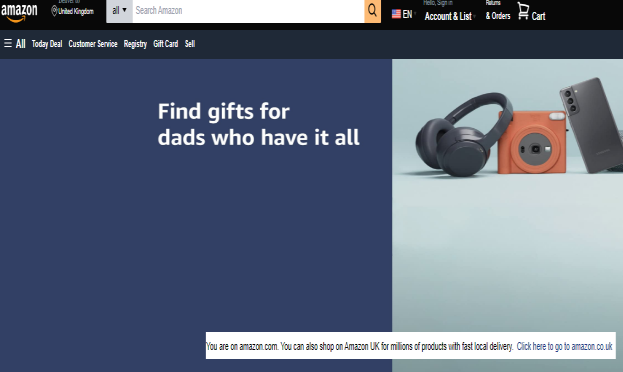 amazon
Deliver to
United Kingdom
all
Search Amazon
EN
Hello, Sign in
Account & List
Returns
& Orders
Cart
All
Today Deal
Customer Service
Registry
Gift Card
Sell
Find gifts for
dads who have it all
You are on amazon.com. You can also shop on Amazon UK for millions of products with fast local delivery. Click here to go to amazon.co.uk